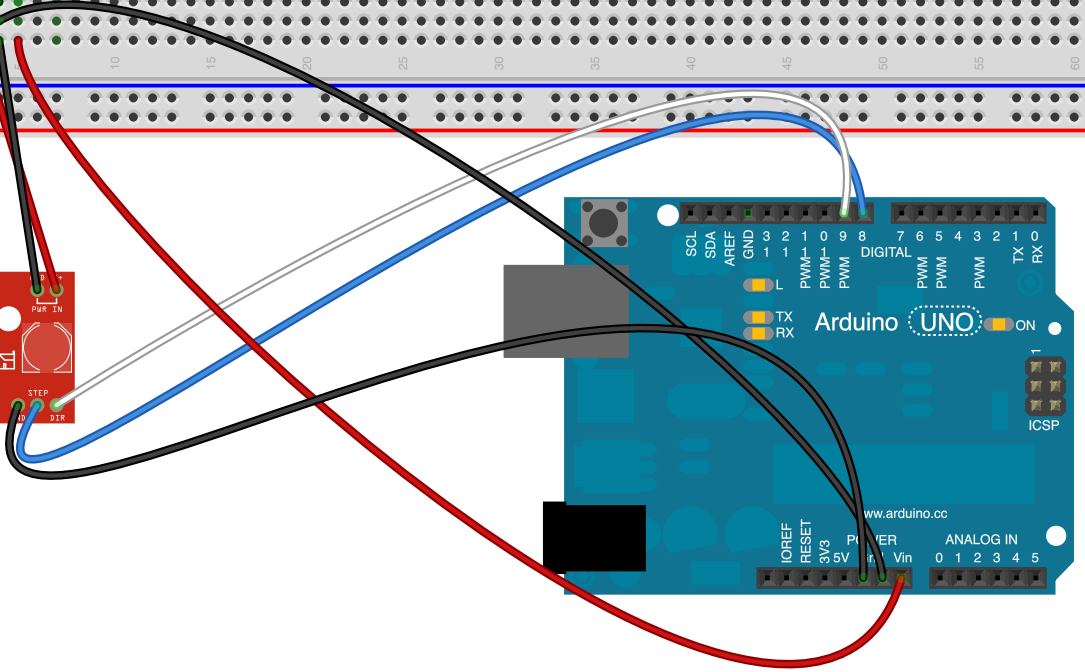 10 15 20 25 30 35 40 45 50 55 60
PWR IN
STEP
DIR
SCL
SDA
AREF
GND
13
12
PWM 11
PWM 10
PWM 9
8
DIGITAL
7
PWM 6
PWM 5
4
PWM 3
2
TX 1
RX 0
L
TX
RX
Arduino UNO
ON
1
ICSP
www.arduino.cc
POWER
ANALOG IN
IOREF
RESET
3V3
5V Vin
0 1 2 3 4 5